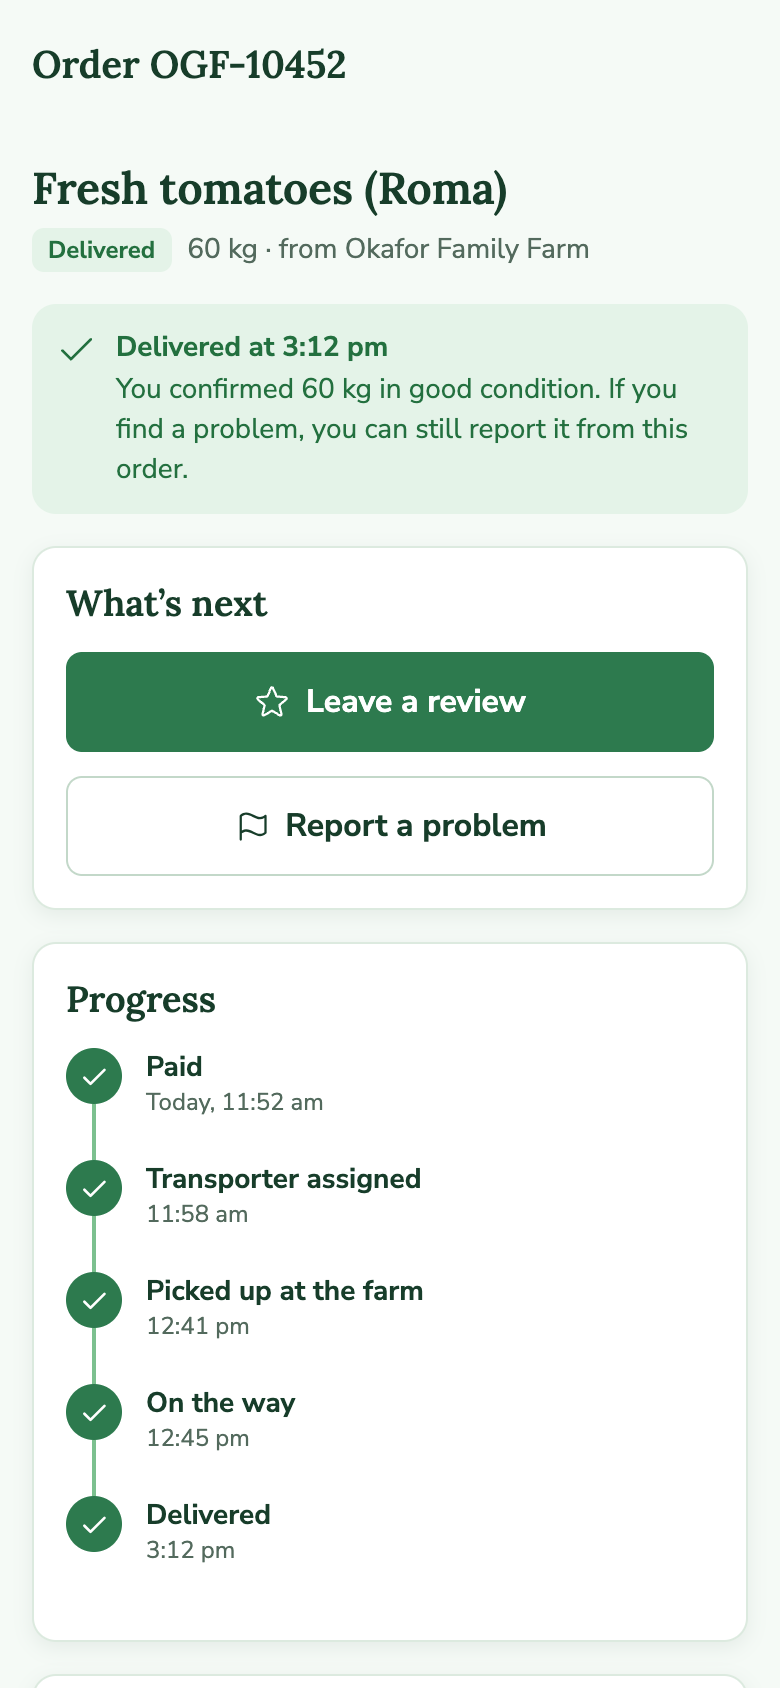 Order OGF-10452
Fresh tomatoes (Roma)
Delivered 60 kg · from Okafor Family Farm
Delivered at 3:12 pm
You confirmed 60 kg in good condition. If you
find a problem, you can still report it from this
order.
What’s next
Leave a review
Report a problem
Progress
Paid
Today, 11:52 am
Transporter assigned
11:58 am
Picked up at the farm
12:41 pm
On the way
12:45 pm
Delivered
3:12 pm